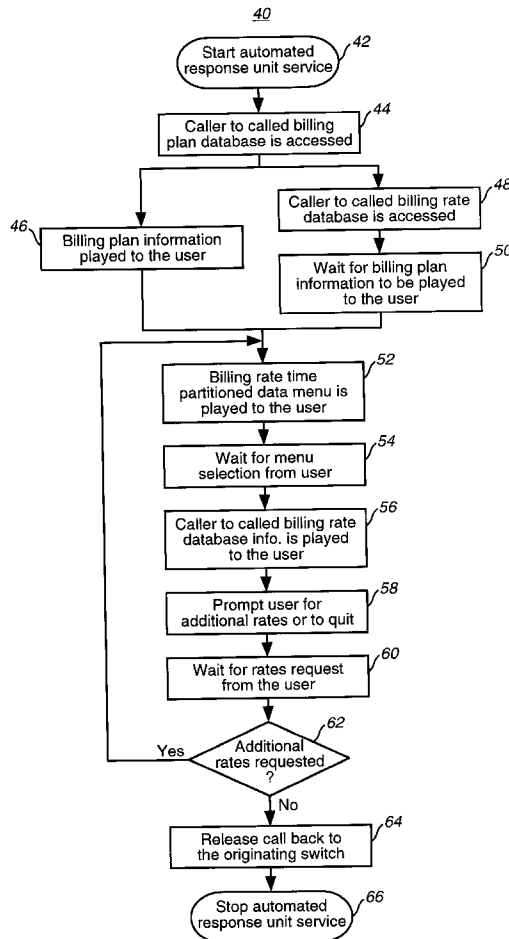 40
Start automated
response unit service
42
Caller to called billing
plan database is accessed
44
46
Billing plan information
played to the user
Caller to called billing rate
database is accessed
48
Wait for billing plan
information to be played
to the user
50
Billing rate time
partitioned data menu is
played to the user
52
Wait for menu
selection from user
54
Caller to called billing rate
database info. is played
to the user
56
Prompt user for
additional rates or to quit
58
Wait for rates request
from the user
60
Additional
rates requested
?
62
Yes
No
Release call back to
the originating switch
64
Stop automated
response unit service
66